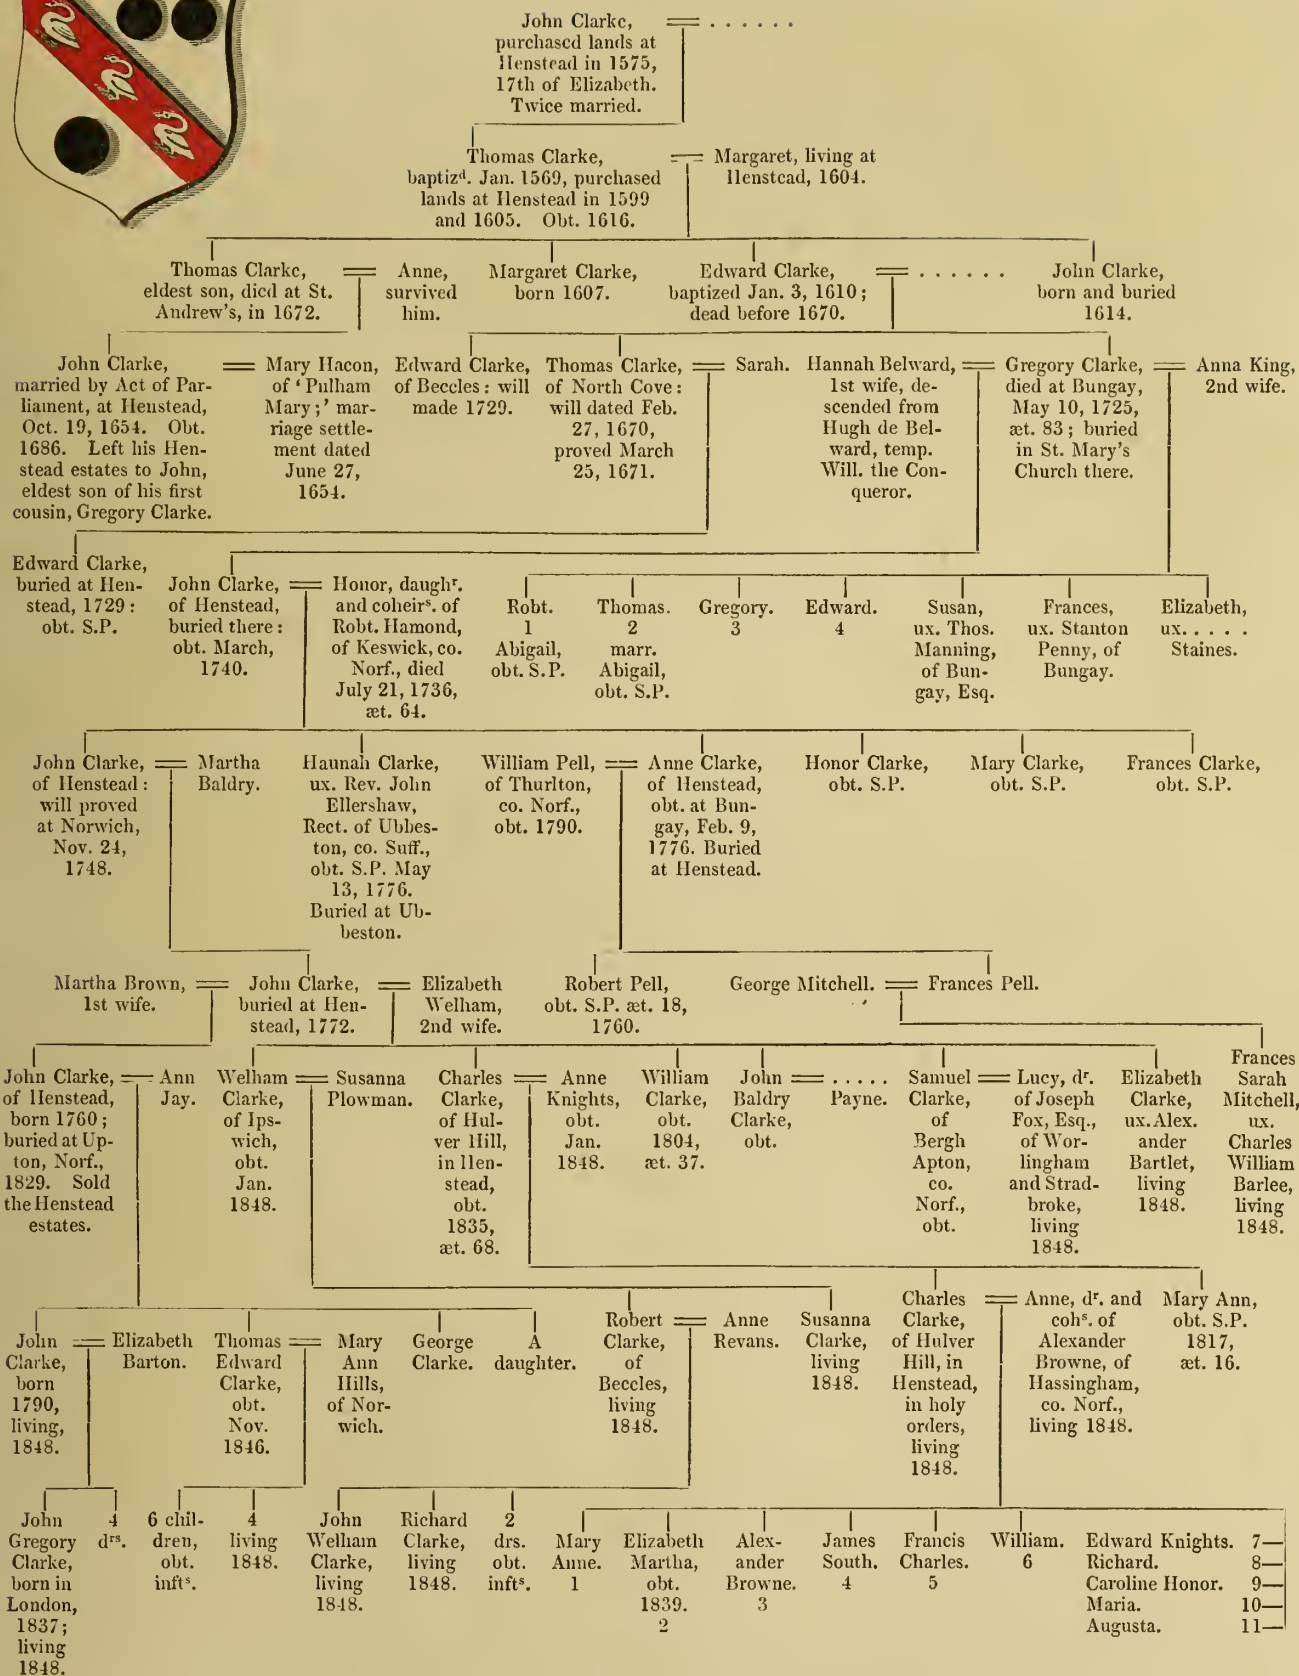 John Clarke, = . . . . . .
purchased lands at
Henstead in 1575,
17th of Elizabeth.
Twice married.
Thomas Clarke,
baptizd. Jan. 1569, purchased
lands at Henstead in 1599
and 1605. Obt. 1616.
= Margaret, living at
Henstead, 1604.
Thomas Clarke,
eldest son, died at St.
Andrew's, in 1672.
= Anne,
survived
him.
Margaret Clarke,
born 1607.
Edward Clarke,
baptized Jan. 3, 1610;
dead before 1670.
= . . . . . .
John Clarke,
born and buried
1614.
John Clarke,
married by Act of Par-
liament, at Henstead,
Oct. 19, 1654. Obt.
1686. Left his Hen-
stead estates to John,
eldest son of his first
cousin, Gregory Clarke.
= Mary Hacon,
of ‘Pulham
Mary;’ mar-
riage settle-
ment dated
June 27,
1654.
Edward Clarke,
of Beccles: will
made 1729.
Thomas Clarke,
of North Cove:
will dated Feb.
27, 1670,
proved March
25, 1671.
= Sarah.
Hannah Belward,
1st wife, de-
scended from
Hugh de Bel-
ward, temp.
Will. the Con-
queror.
= Gregory Clarke,
died at Bungay,
May 10, 1725,
æt. 83; buried
in St. Mary's
Church there.
= Anna King,
2nd wife.
Edward Clarke,
buried at Hen-
stead, 1729:
obt. S.P.
John Clarke,
of Henstead,
buried there:
obt. March,
1740.
= Honor, daughr.
and coheirs. of
Robt. Hamond,
of Keswick, co.
Norf., died
July 21, 1736,
æt. 64.
Robt.
1
Abigail,
obt. S.P.
Thomas.
2
marr.
Abigail,
obt. S.P.
Gregory.
3
Edward.
4
Susan,
ux. Thos.
Manning,
of Bun-
gay, Esq.
Frances,
ux. Stanton
Penny, of
Bungay.
Elizabeth,
ux. . . . .
Staines.
John Clarke,
of Henstead:
will proved
at Norwich,
Nov. 24,
1748.
= Martha
Baldry.
Hannah Clarke,
ux. Rev. John
Ellershaw,
Rect. of Ubbes-
ton, co. Suff.,
obt. S.P. May
13, 1776.
Buried at Ub-
beston.
William Pell,
of Thurlton,
co. Norf.,
obt. 1790.
= Anne Clarke,
of Henstead,
obt. at Bun-
gay, Feb. 9,
1776. Buried
at Henstead.
Honor Clarke,
obt. S.P.
Mary Clarke,
obt. S.P.
Frances Clarke,
obt. S.P.
Martha Brown,
1st wife.
= John Clarke,
buried at Hen-
stead, 1772.
= Elizabeth
Welham,
2nd wife.
Robert Pell,
obt. S.P. æt. 18,
1760.
George Mitchell. = Frances Pell.
John Clarke,
of Henstead,
born 1760;
buried at Up-
ton, Norf.,
1829. Sold
the Henstead
estates.
= Ann
Jay.
Welham
Clarke,
of Ips-
wich,
obt.
Jan.
1848.
= Susanna
Plowman.
Charles
Clarke,
of Hul-
ver Hill,
in Hen-
stead,
obt.
1835,
æt. 68.
= Anne
Knights,
obt.
Jan.
1848.
William
Clarke,
obt.
1804,
æt. 37.
John
Baldry
Clarke,
obt.
= . . . . .
Payne.
Samuel
Clarke,
of
Bergh
Apton,
co.
Norf.,
obt.
= Lucy, dr.
of Joseph
Fox, Esq.,
of Wor-
lingham
and Strad-
broke,
living
1848.
Elizabeth
Clarke,
ux. Alex.
ander
Bartlet,
living
1848.
Frances
Sarah
Mitchell,
ux.
Charles
William
Barlee,
living
1848.
John
Clarke,
born
1790,
living,
1848.
= Elizabeth
Barton.
Thomas
Edward
Clarke,
obt.
Nov.
1846.
= Mary
Ann
Hills,
of Nor-
wich.
George
Clarke.
A
daughter.
Robert
Clarke,
of
Beccles,
living
1848.
= Anne
Revans.
Susanna
Clarke,
living
1848.
Charles
Clarke,
of Hulver
Hill, in
Henstead,
in holy
orders,
living
1848.
= Anne, dr. and
cohs. of
Alexander
Browne, of
Hassingham,
co. Norf.,
living 1848.
Mary Ann,
obt. S.P.
1817,
æt. 16.
John
Gregory
Clarke,
born in
London,
1837;
living
1848.
4
drs.
6 chil-
dren,
obt.
infts.
4
living
1848.
John
Welham
Clarke,
living
1848.
Richard
Clarke,
living
1848.
2
drs.
obt.
infts.
Mary
Anne.
1
Elizabeth
Martha,
obt.
1839.
2
Alex-
ander
Browne.
3
James
South.
4
Francis
Charles.
5
William.
6
Edward Knights. 7—
Richard. 8—
Caroline Honor. 9—
Maria. 10—
Augusta. 11—